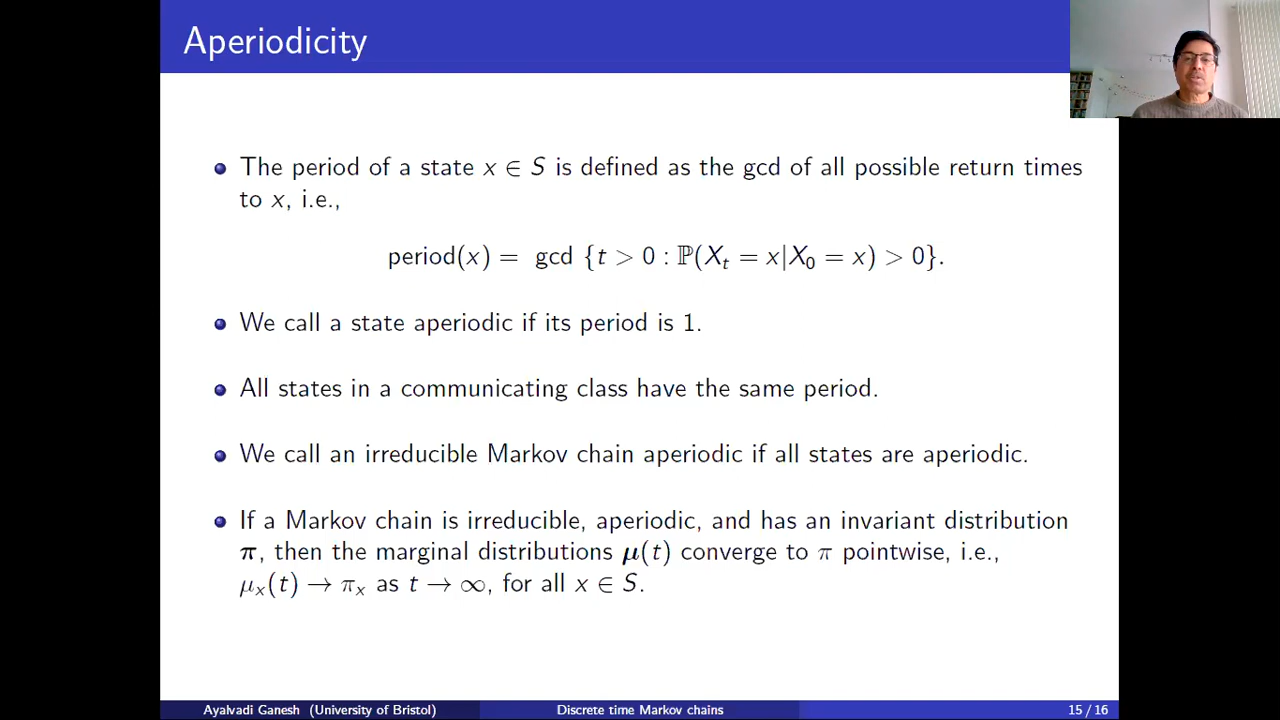 Aperiodicity
The period of a state x ∈ S is defined as the gcd of all possible return times
to x, i.e.,
period(x) = gcd {t > 0 : ℙ(X_t = x|X_0 = x) > 0}.
We call a state aperiodic if its period is 1.
All states in a communicating class have the same period.
We call an irreducible Markov chain aperiodic if all states are aperiodic.
If a Markov chain is irreducible, aperiodic, and has an invariant distribution
π, then the marginal distributions μ(t) converge to π pointwise, i.e.,
μ_x(t) → π_x as t → ∞, for all x ∈ S.
Ayalvadi Ganesh (University of Bristol) Discrete time Markov chains 15 / 16